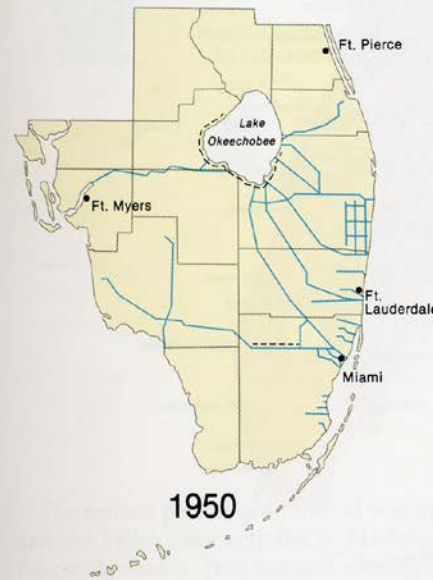 Ft. Pierce
Lake
Okeechobee
Ft. Myers
Ft.
Lauderdale
Miami
1950